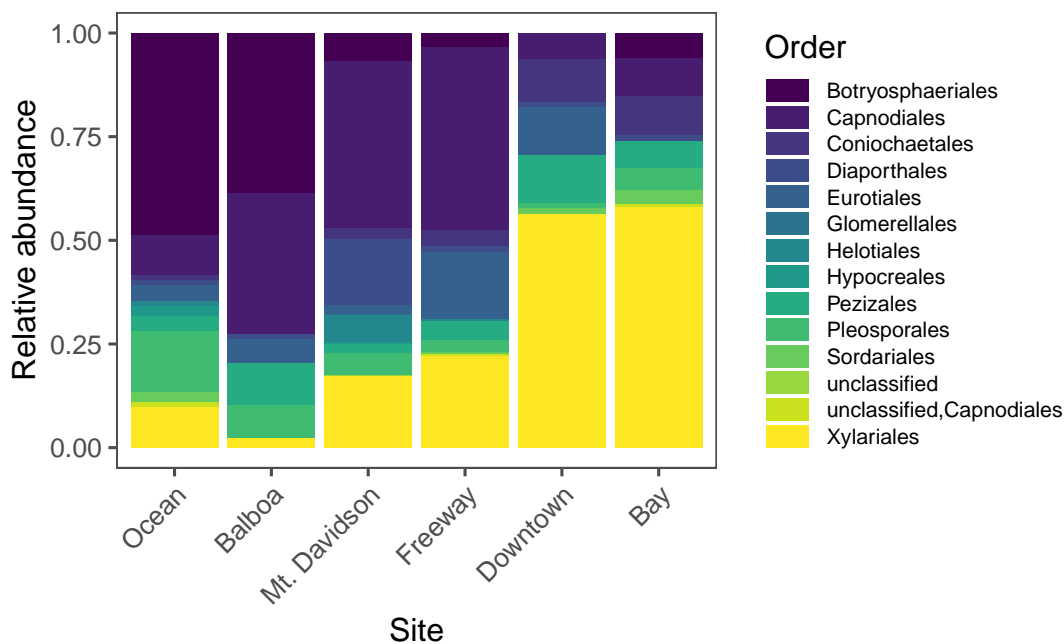 1.00
0.75
0.50
0.25
0.00
Relative abundance
Ocean
Balboa
Mt. Davidson
Freeway
Downtown
Bay
Site
Order
Botryosphaeriales
Capnodiales
Coniochaetales
Diaporthales
Eurotiales
Glomerellales
Helotiales
Hypocreales
Pezizales
Pleosporales
Sordariales
unclassified
unclassified,Capnodiales
Xylariales